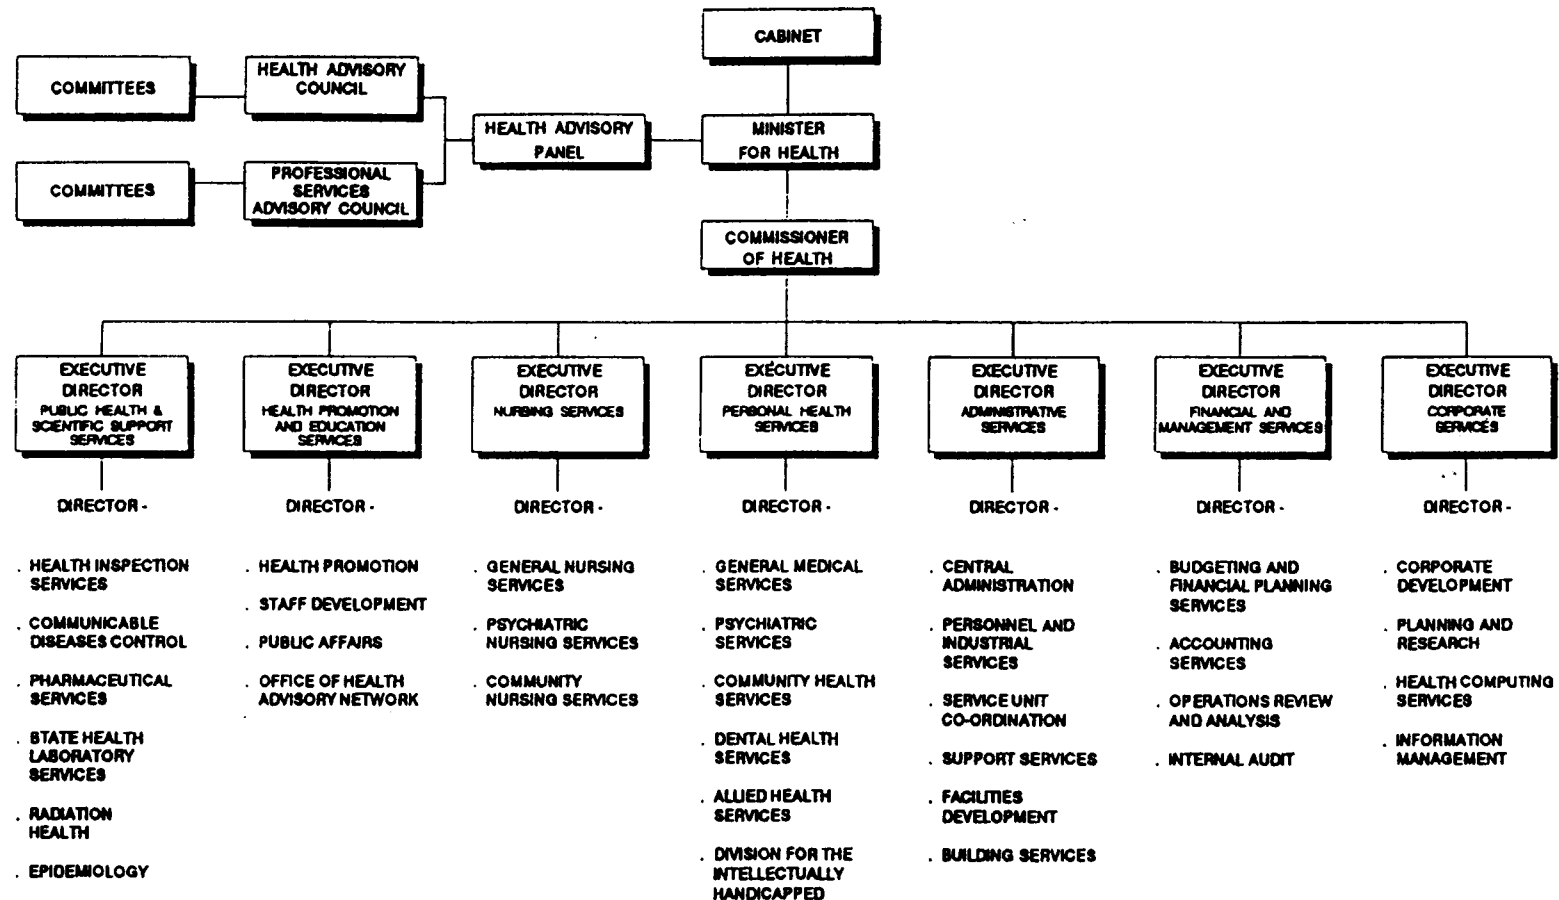 CABINET
COMMITTEES
HEALTH ADVISORY
COUNCIL
HEALTH ADVISORY
PANEL
MINISTER
FOR HEALTH
COMMITTEES
PROFESSIONAL
SERVICES
ADVISORY COUNCIL
COMMISSIONER
OF HEALTH
EXECUTIVE
DIRECTOR
PUBLIC HEALTH &
SCIENTIFIC SUPPORT
SERVICES
EXECUTIVE
DIRECTOR
HEALTH PROMOTION
AND EDUCATION
SERVICES
EXECUTIVE
DIRECTOR
NURSING SERVICES
EXECUTIVE
DIRECTOR
PERSONAL HEALTH
SERVICES
EXECUTIVE
DIRECTOR
ADMINISTRATIVE
SERVICES
EXECUTIVE
DIRECTOR
FINANCIAL AND
MANAGEMENT SERVICES
EXECUTIVE
DIRECTOR
CORPORATE
SERVICES
DIRECTOR -
. HEALTH INSPECTION
SERVICES
. COMMUNICABLE
DISEASES CONTROL
. PHARMACEUTICAL
SERVICES
. STATE HEALTH
LABORATORY
SERVICES
. RADIATION
HEALTH
. EPIDEMIOLOGY
DIRECTOR -
. HEALTH PROMOTION
. STAFF DEVELOPMENT
. PUBLIC AFFAIRS
. OFFICE OF HEALTH
ADVISORY NETWORK
DIRECTOR -
. GENERAL NURSING
SERVICES
. PSYCHIATRIC
NURSING SERVICES
. COMMUNITY
NURSING SERVICES
DIRECTOR -
. GENERAL MEDICAL
SERVICES
. PSYCHIATRIC
SERVICES
. COMMUNITY HEALTH
SERVICES
. DENTAL HEALTH
SERVICES
. ALLIED HEALTH
SERVICES
. DIVISION FOR THE
INTELLECTUALLY
HANDICAPPED
DIRECTOR -
. CENTRAL
ADMINISTRATION
. PERSONNEL AND
INDUSTRIAL
SERVICES
. SERVICE UNIT
CO-ORDINATION
. SUPPORT SERVICES
. FACILITIES
DEVELOPMENT
. BUILDING SERVICES
DIRECTOR -
. BUDGETING AND
FINANCIAL PLANNING
SERVICES
. ACCOUNTING
SERVICES
. OPERATIONS REVIEW
AND ANALYSIS
. INTERNAL AUDIT
DIRECTOR -
. CORPORATE
DEVELOPMENT
. PLANNING AND
RESEARCH
. HEALTH COMPUTING
SERVICES
. INFORMATION
MANAGEMENT